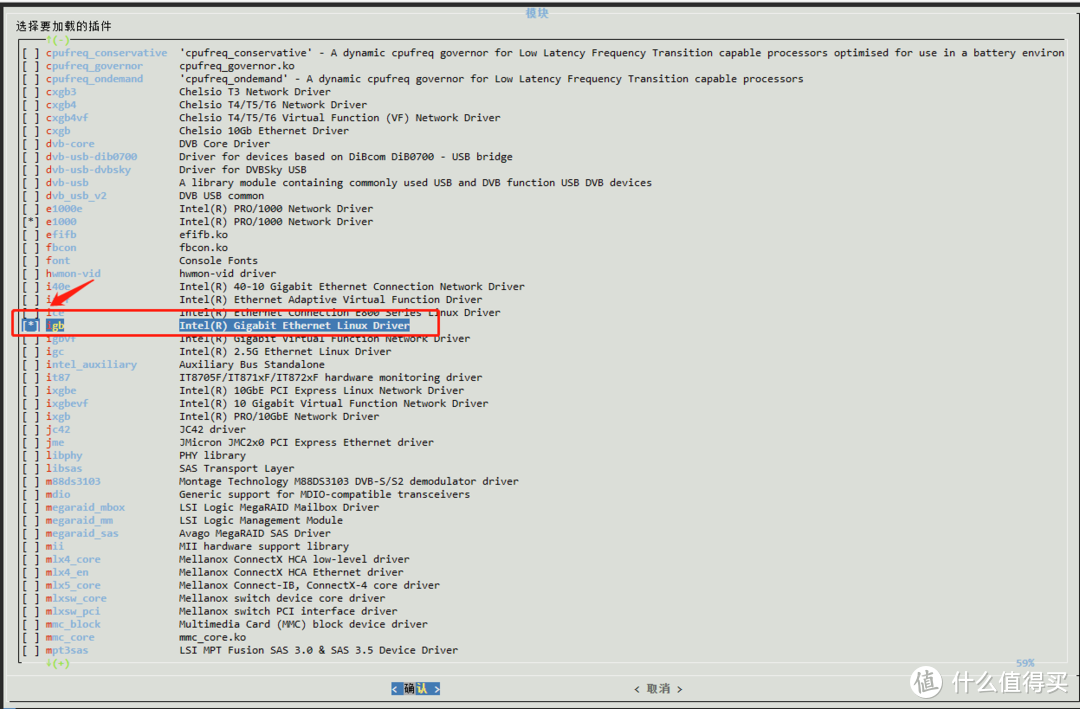 模块
选择要加载的插件
↑(-)
[ ] cpufreq_conservative 'cpufreq_conservative' - A dynamic cpufreq governor for Low Latency Frequency Transition capable processors optimised for use in a battery environ
[ ] cpufreq_governor cpufreq_governor.ko
[ ] cpufreq_ondemand 'cpufreq_ondemand' - A dynamic cpufreq governor for Low Latency Frequency Transition capable processors
[ ] cxgb3 Chelsio T3 Network Driver
[ ] cxgb4 Chelsio T4/T5/T6 Network Driver
[ ] cxgb4vf Chelsio T4/T5/T6 Virtual Function (VF) Network Driver
[ ] cxgb Chelsio 10Gb Ethernet Driver
[ ] dvb-core DVB Core Driver
[ ] dvb-usb-dib0700 Driver for devices based on DiBcom DiB0700 - USB bridge
[ ] dvb-usb-dvbsky Driver for DVBSky USB
[ ] dvb-usb A library module containing commonly used USB and DVB function USB DVB devices
[ ] dvb_usb_v2 DVB USB common
[ ] e1000e Intel(R) PRO/1000 Network Driver
[*] e1000 Intel(R) PRO/1000 Network Driver
[ ] efifb efifb.ko
[ ] fbcon fbcon.ko
[ ] font Console Fonts
[ ] hwmon-vid hwmon-vid driver
[ ] i40e Intel(R) 40-10 Gigabit Ethernet Connection Network Driver
[ ] Intel(R) Ethernet Adaptive Virtual Function Driver
[ ] ice Intel(R) Ethernet Connection E800 Series Linux Driver
[*] igb Intel(R) Gigabit Ethernet Linux Driver
[ ] igbvf Intel(R) Gigabit Virtual Function Network Driver
[ ] igc Intel(R) 2.5G Ethernet Linux Driver
[ ] intel_auxiliary Auxiliary Bus Standalone
[ ] it87 IT8705F/IT871xF/IT872xF hardware monitoring driver
[ ] ixgbe Intel(R) 10GbE PCI Express Linux Network Driver
[ ] ixgbevf Intel(R) 10 Gigabit Virtual Function Network Driver
[ ] ixgb Intel(R) PRO/10GbE Network Driver
[ ] jc42 JC42 driver
[ ] jme JMicron JMC2x0 PCI Express Ethernet driver
[ ] libphy PHY library
[ ] libsas SAS Transport Layer
[ ] m88ds3103 Montage Technology M88DS3103 DVB-S/S2 demodulator driver
[ ] mdio Generic support for MDIO-compatible transceivers
[ ] megaraid_mbox LSI Logic MegaRAID Mailbox Driver
[ ] megaraid_mm LSI Logic Management Module
[ ] megaraid_sas Avago MegaRAID SAS Driver
[ ] mii MII hardware support library
[ ] mlx4_core Mellanox ConnectX HCA low-level driver
[ ] mlx4_en Mellanox ConnectX HCA Ethernet driver
[ ] mlx5_core Mellanox Connect-IB, ConnectX-4 core driver
[ ] mlxsw_core Mellanox switch device core driver
[ ] mlxsw_pci Mellanox switch PCI interface driver
[ ] mmc_block Multimedia Card (MMC) block device driver
[ ] mmc_core mmc_core.ko
[ ] mpt3sas LSI MPT Fusion SAS 3.0 & SAS 3.5 Device Driver
↓(+) 59%
< 确认 > < 取消 >
值 什么值得买